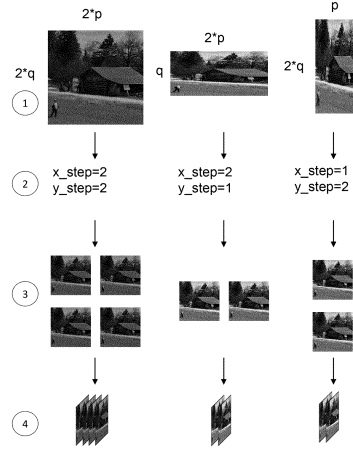 2*p
2*p
p
2*q
q
2*q
1
2
x_step=2
y_step=2
x_step=2
y_step=1
x_step=1
y_step=2
3
4